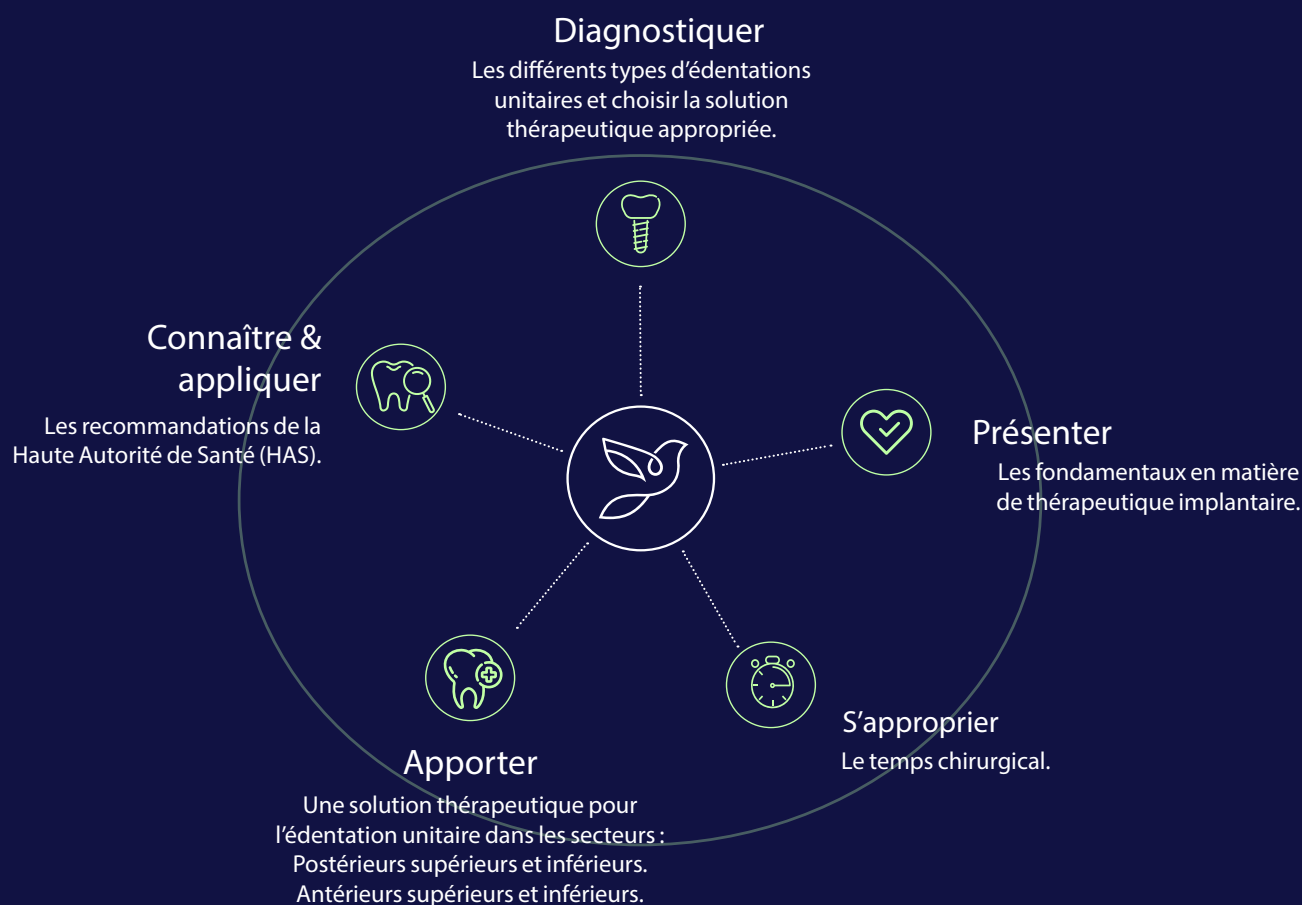 Diagnostiquer
Les différents types d’édentations
unitaires et choisir la solution
thérapeutique appropriée.
Connaître &
appliquer
Les recommandations de la
Haute Autorité de Santé (HAS).
Présenter
Les fondamentaux en matière
de thérapeutique implantaire.
S’approprier
Le temps chirurgical.
Apporter
Une solution thérapeutique pour
l’édentation unitaire dans les secteurs :
Postérieurs supérieurs et inférieurs.
Antérieurs supérieurs et inférieurs.